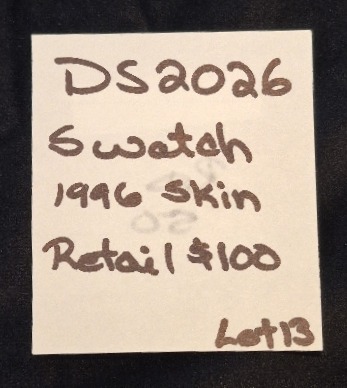 DS2026
Swatch
1996 Skin
Retail $100
Lot 13